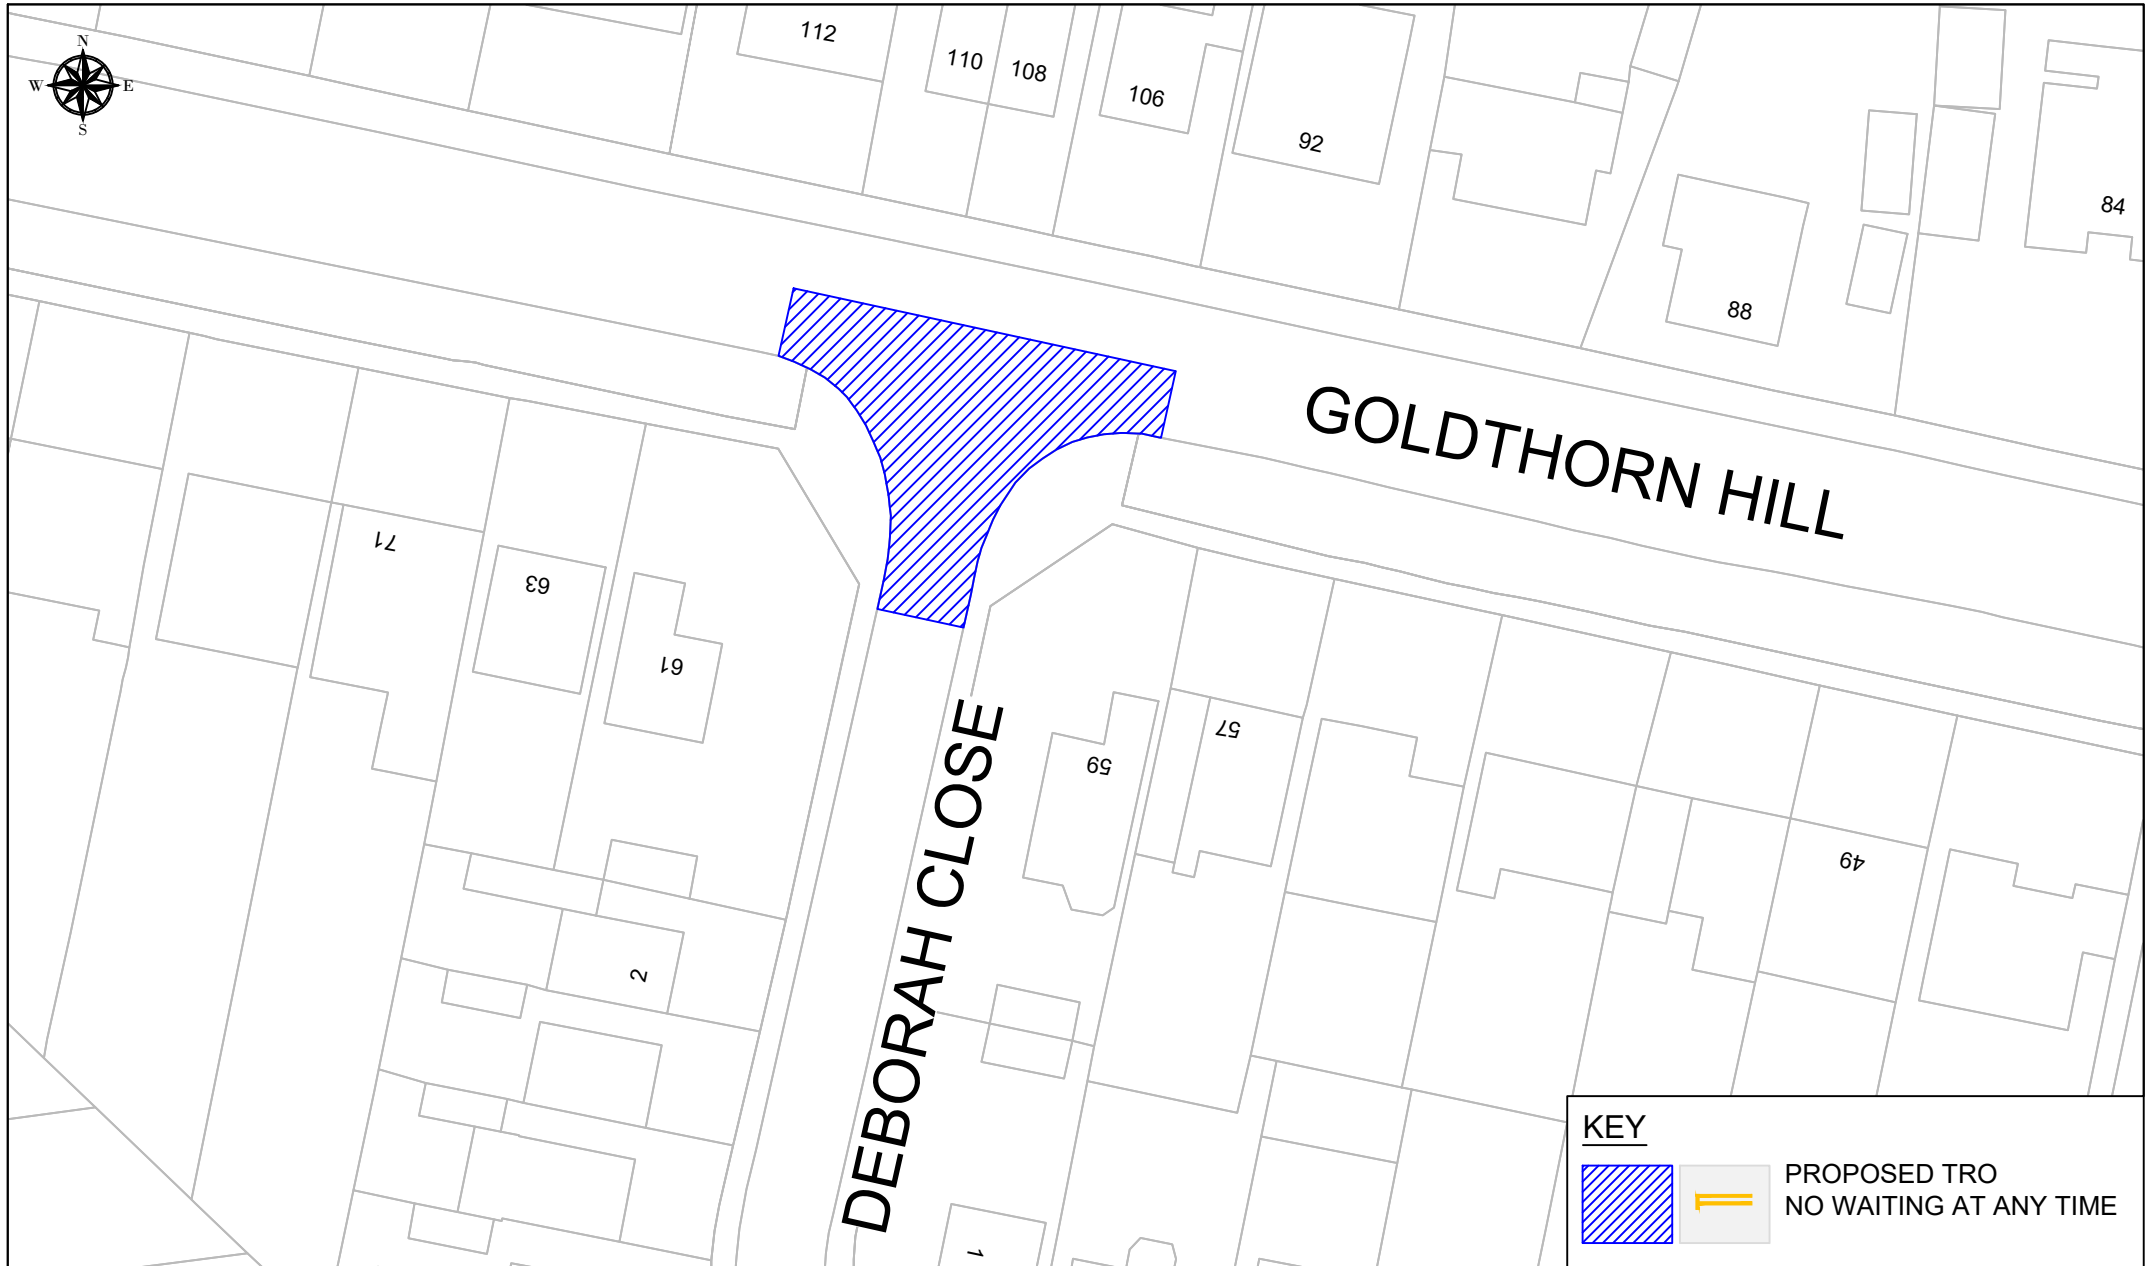 N
W E
S
112
110
108
106
92
84
88
GOLDTHORN HILL
71
63
61
59
57
49
2
DEBORAH CLOSE
1
KEY
PROPOSED TRO
NO WAITING AT ANY TIME